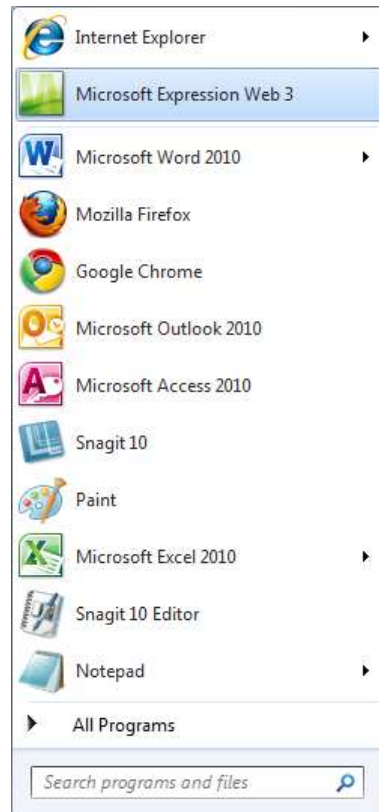 Internet Explorer
Microsoft Expression Web 3
Microsoft Word 2010
Mozilla Firefox
Google Chrome
Microsoft Outlook 2010
Microsoft Access 2010
Snagit 10
Paint
Microsoft Excel 2010
Snagit 10 Editor
Notepad
All Programs
Search programs and files